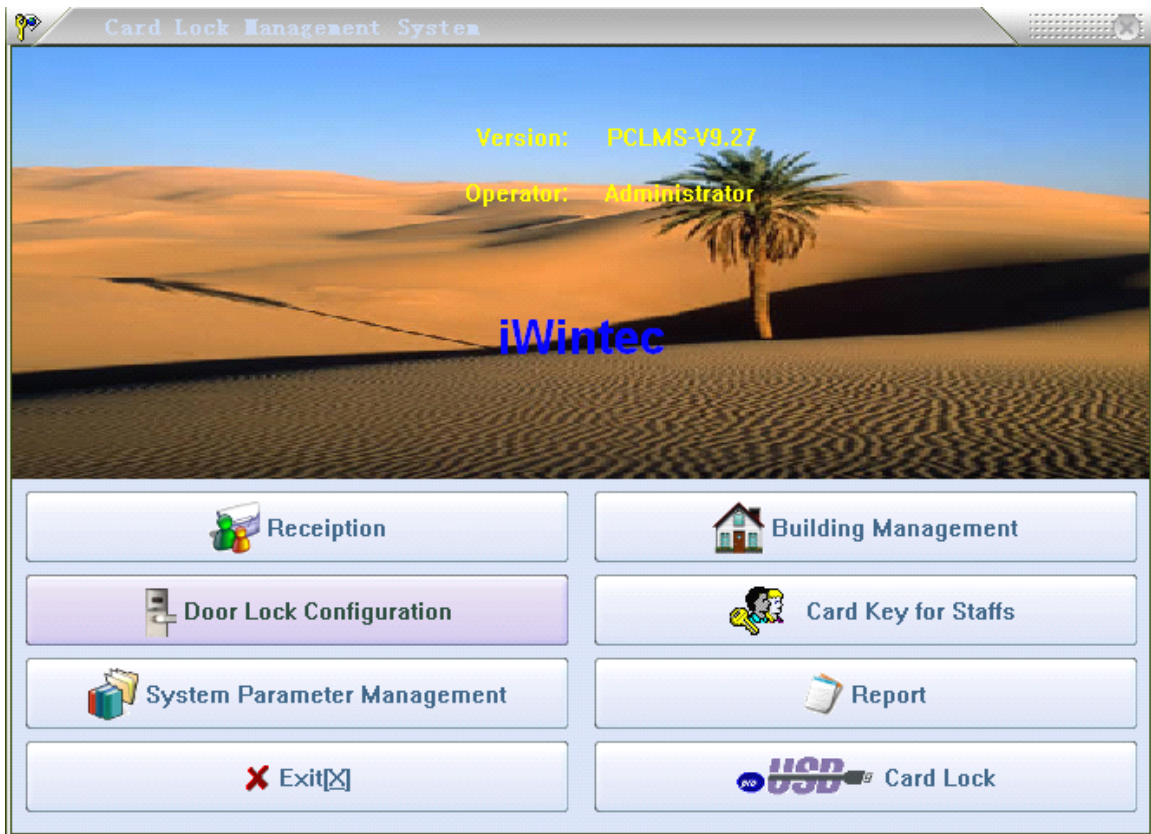 Card Lock Management System
Version: PCLMS-V9.27
Operator: Administrator
iWintec
Receiption
Building Management
Door Lock Configuration
Card Key for Staffs
System Parameter Management
Report
Exit[X]
pro USB Card Lock